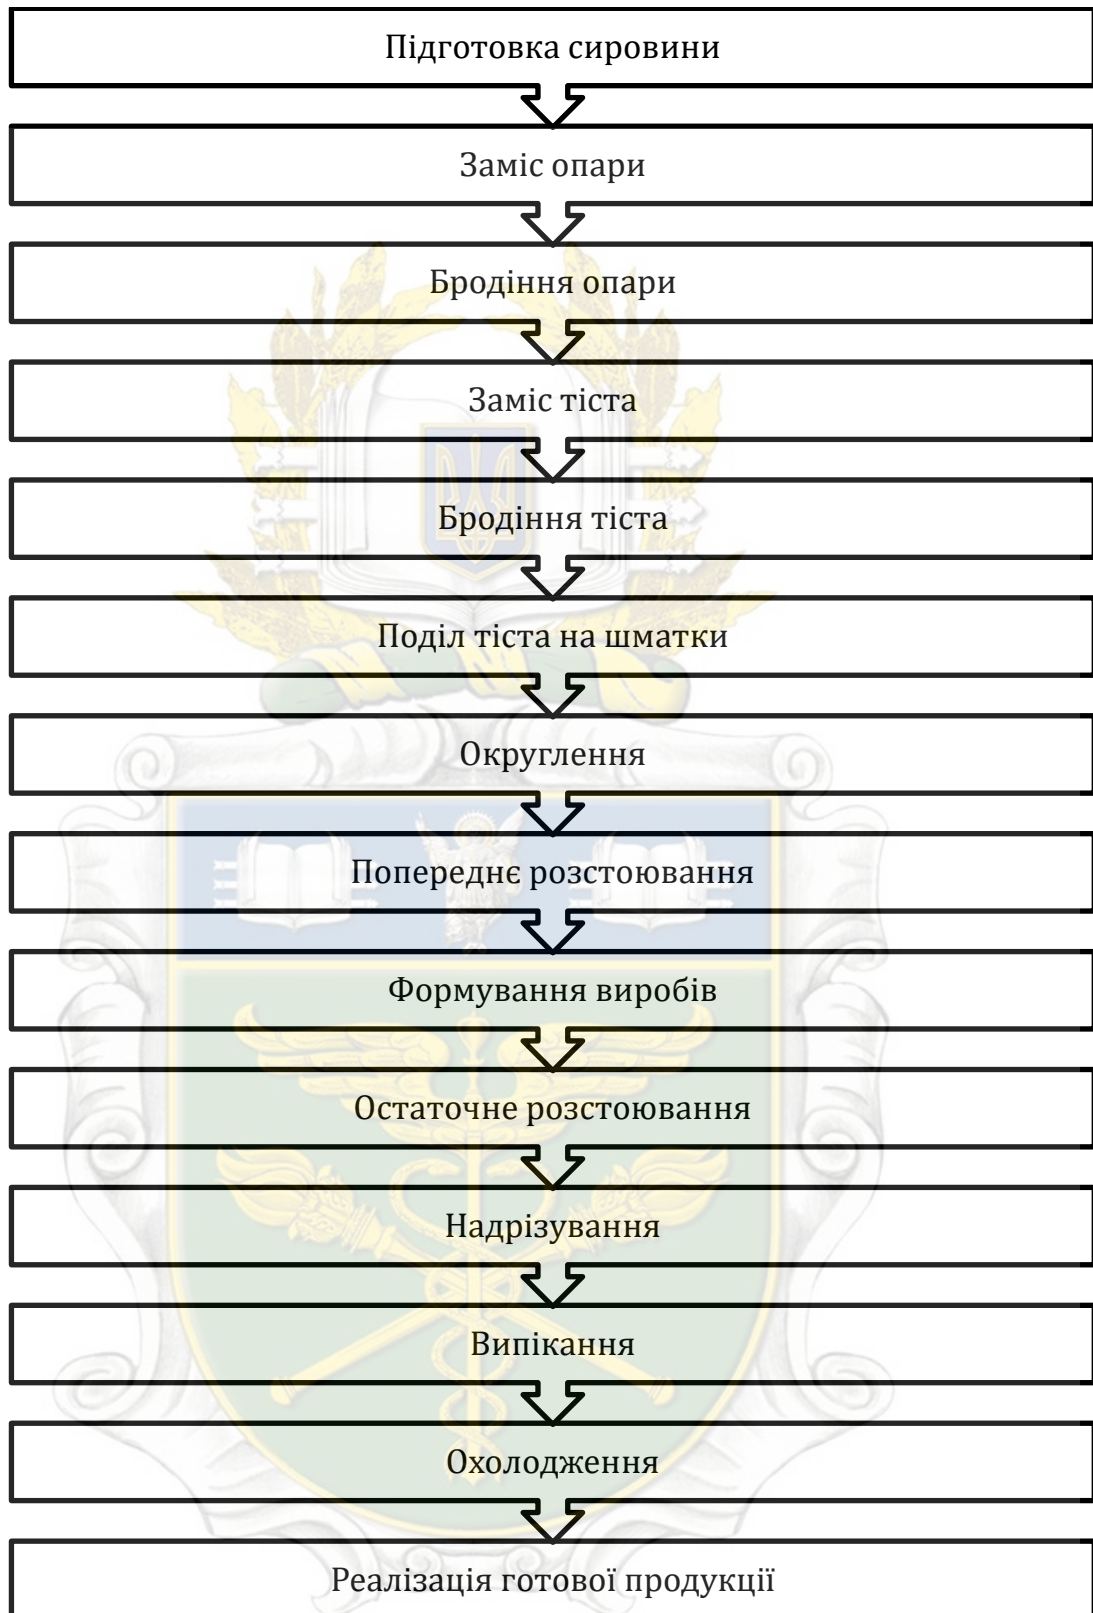 Підготовка сировини
Заміс опари
Бродіння опари
Заміс тіста
Бродіння тіста
Поділ тіста на шматки
Округлення
Попереднє розстоювання
Формування виробів
Остаточне розстоювання
Надрізування
Випікання
Охолодження
Реалізація готової продукції